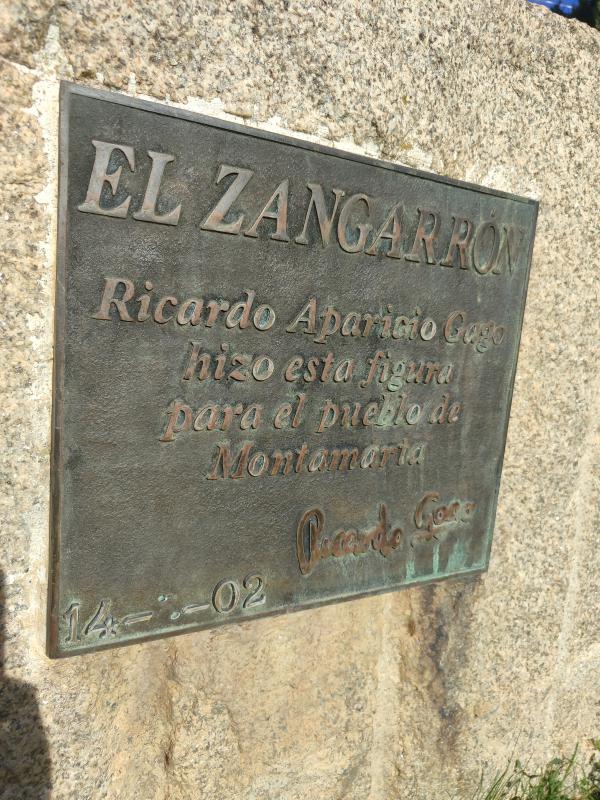 EL ZANGARRÓN
Ricardo Aparicio Gago
hizo esta figura
para el pueblo de
Montamarta
Ricardo Gago
14- -02